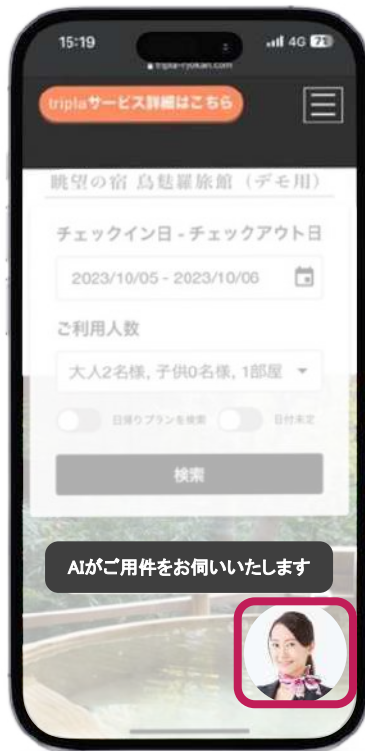 15:19
4G 71
tripla-ryokan.com
triplaサービス詳細はこちら
眺望の宿 鳥麩羅旅館（デモ用）
チェックイン日 - チェックアウト日
2023/10/05 - 2023/10/06
ご利用人数
大人2名様, 子供0名様, 1部屋
日帰りプランを検索
日付未定
検索
AIがご用件をお伺いいたします